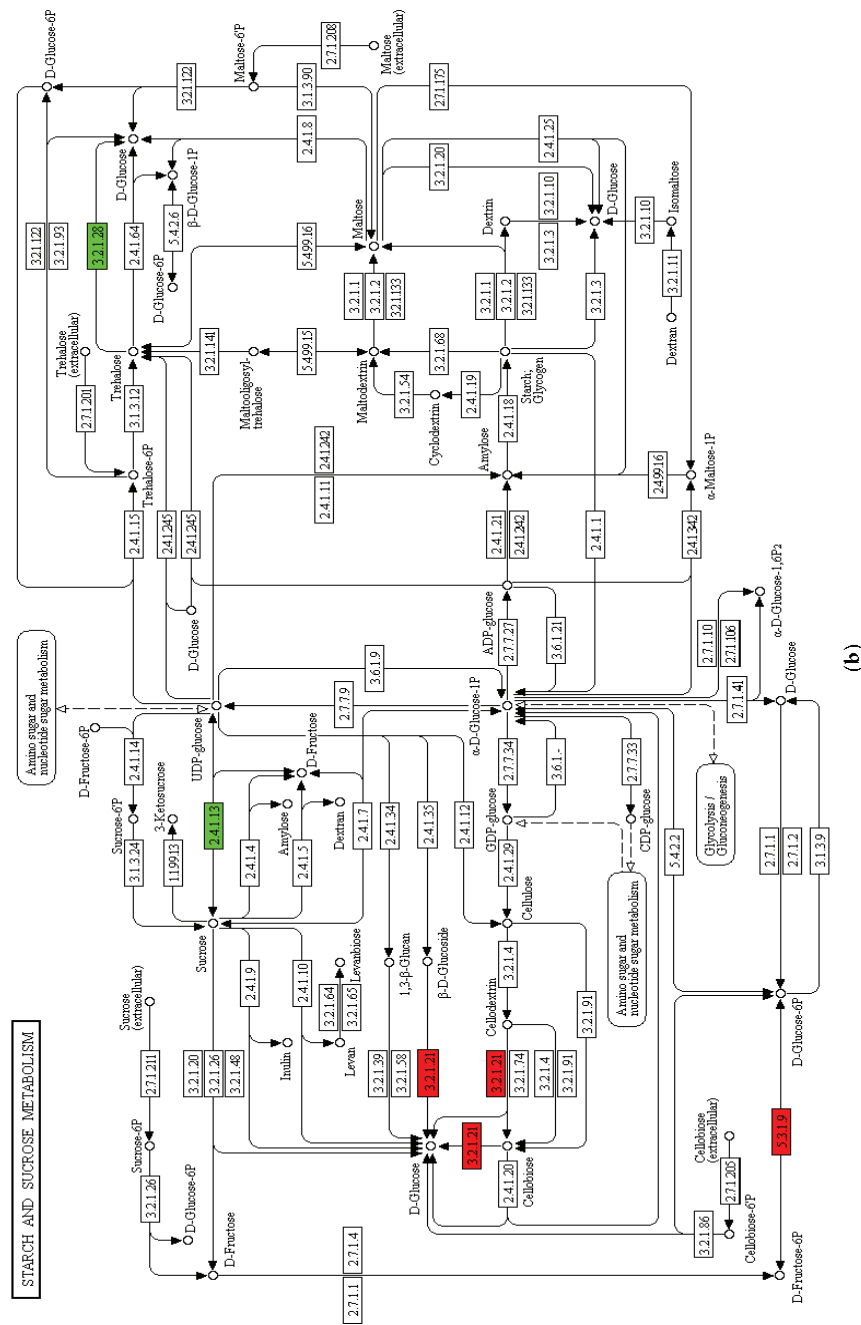 STARCH AND SUCROSE METABOLISM
D-Glucose-6P
Amino sugar and
nucleotide sugar metabolism
Sucrose
(extracellular)
Sucrose-6P
2.7.1.211
3.2.1.26
D-Glucose-6P
D-Fructose-6P
Sucrose-6'P
2.4.1.14
3.1.3.24
3-Ketosucrose
1.1.99.13
Trehalose
(extracellular)
2.7.1.201
3.2.1.122
3.2.1.93
Trehalose-6P
2.4.1.15
3.1.3.12
Trehalose
3.2.1.28
2.4.1.64
D-Glucose
3.2.1.122
Maltose-6'P
2.7.1.208
Maltose
(extracellular)
3.1.3.90
2.4.1.245
2.4.1.245
D-Glucose
D-Glucose-6P
5.4.2.6
β-D-Glucose-1P
D-Fructose
3.2.1.20
3.2.1.26
3.2.1.48
Sucrose
2.4.1.13
UDP-glucose
3.2.1.141
5.4.99.16
2.4.1.8
2.4.1.9
Inulin
2.4.1.4
Amylose
2.4.1.5
D-Fructose
Dextran
2.4.1.10
Levan
3.2.1.64
3.2.1.65
Levanbiose
2.4.1.7
Maltooligosyl-
trehalose
5.4.99.15
2.4.1.11
2.4.1.242
2.7.1.1
2.7.1.4
3.2.1.39
3.2.1.58
1,3-β-Glucan
2.4.1.34
2.7.7.9
3.6.1.9
Maltodextrin
3.2.1.1
3.2.1.2
3.2.1.133
Maltose
3.2.1.21
β-D-Glucoside
2.4.1.35
D-Glucose
2.4.1.12
3.2.1.54
Cyclodextrin
2.4.1.19
3.2.1.68
3.2.1.20
2.7.1.175
3.2.1.21
Cellodextrin
3.2.1.21
3.2.1.74
3.2.1.4
Cellulose
2.4.1.29
GDP-glucose
2.7.7.34
α-D-Glucose-1P
2.7.7.27
ADP-glucose
2.4.1.21
2.4.1.242
Amylose
2.4.1.18
Starch;
Glycogen
3.2.1.1
3.2.1.2
3.2.1.133
Dextrin
2.4.1.25
2.4.1.20
Cellobiose
3.2.1.4
3.2.1.91
3.2.1.91
3.6.1.-
3.6.1.21
2.4.1.1
3.2.1.3
3.2.1.10
D-Glucose
3.2.1.3
Amino sugar and
nucleotide sugar metabolism
CDP-glucose
2.7.7.33
2.4.99.16
3.2.1.10
Dextran
3.2.1.11
Isomaltose
5.4.2.2
2.4.1.342
α-Maltose-1P
Cellobiose
(extracellular)
3.2.1.86
Cellobiose-6'P
2.7.1.205
Glycolysis /
Gluconeogenesis
2.7.1.41
2.7.1.10
2.7.1.106
α-D-Glucose-1,6P2
D-Fructose-6P
5.3.1.9
D-Glucose-6P
2.7.1.1
2.7.1.2
3.1.3.9
D-Glucose
(b)